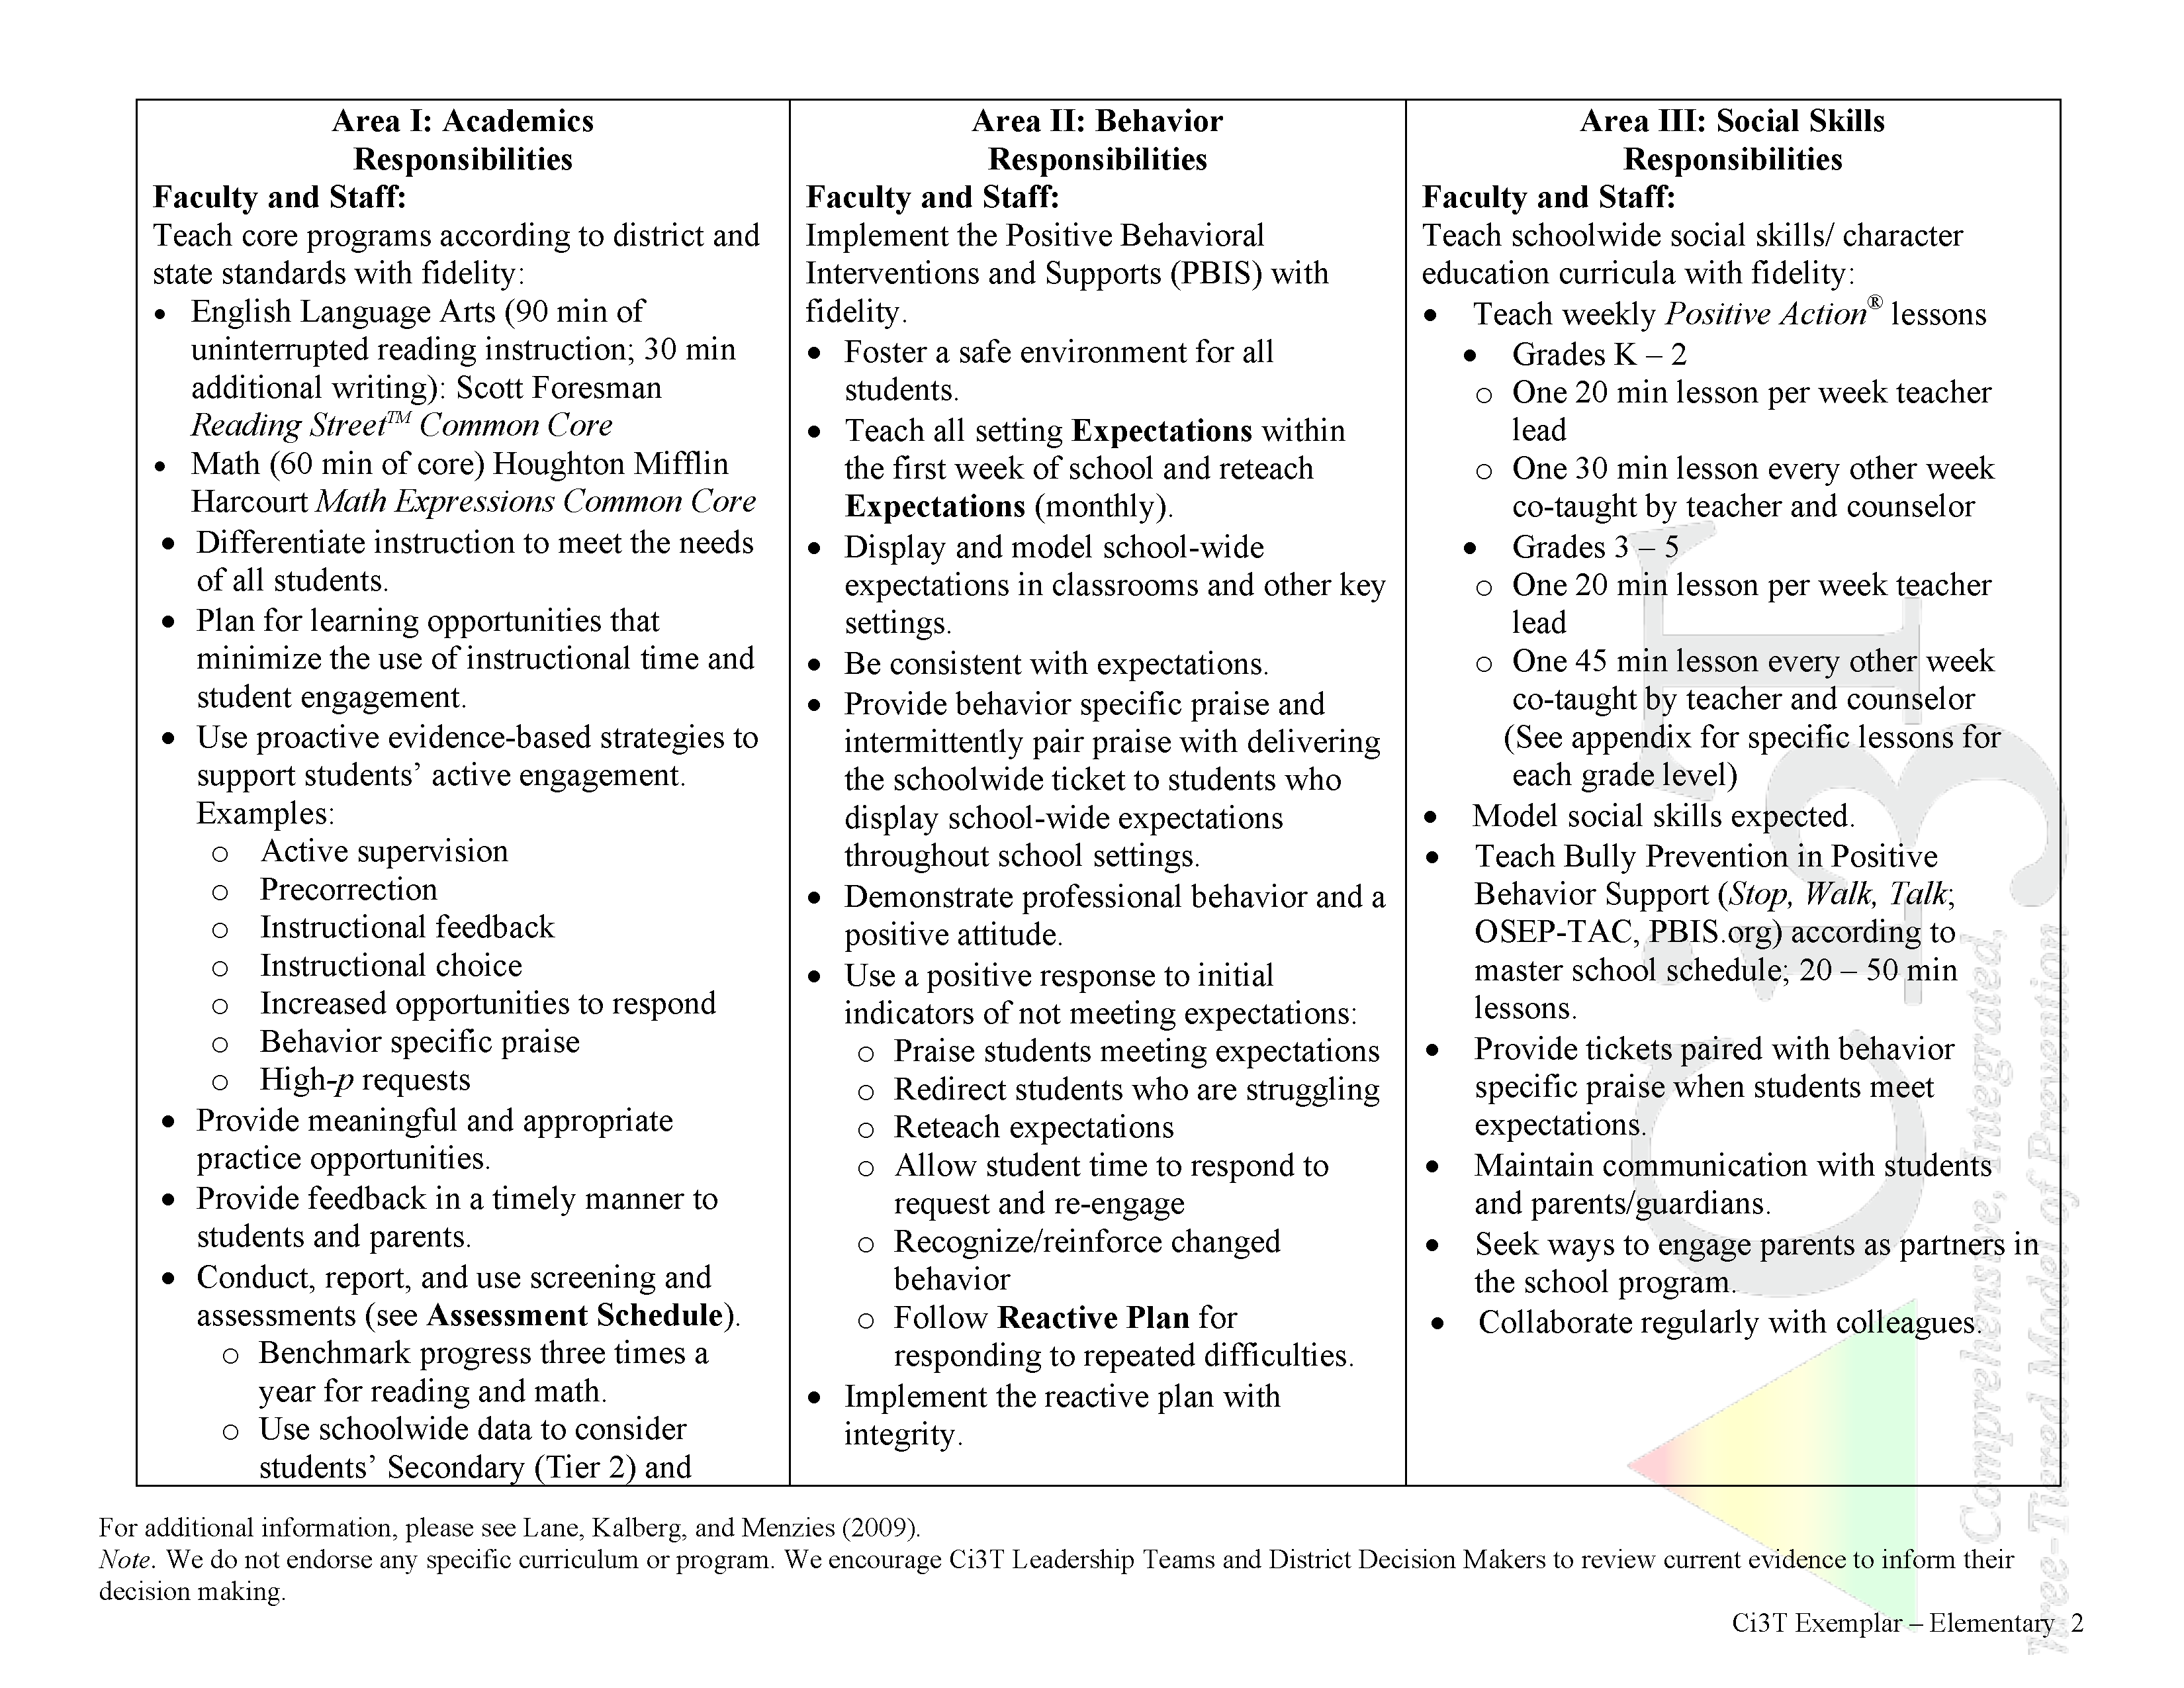 Area I: Academics
Responsibilities
Faculty and Staff:
Teach core programs according to district and
state standards with fidelity:
• English Language Arts (90 min of
uninterrupted reading instruction; 30 min
additional writing): Scott Foresman
Reading Street™ Common Core
• Math (60 min of core) Houghton Mifflin
Harcourt Math Expressions Common Core
• Differentiate instruction to meet the needs
of all students.
• Plan for learning opportunities that
minimize the use of instructional time and
student engagement.
• Use proactive evidence-based strategies to
support students’ active engagement.
Examples:
o Active supervision
o Precorrection
o Instructional feedback
o Instructional choice
o Increased opportunities to respond
o Behavior specific praise
o High-p requests
• Provide meaningful and appropriate
practice opportunities.
• Provide feedback in a timely manner to
students and parents.
• Conduct, report, and use screening and
assessments (see Assessment Schedule).
o Benchmark progress three times a
year for reading and math.
o Use schoolwide data to consider
students’ Secondary (Tier 2) and
Area II: Behavior
Responsibilities
Faculty and Staff:
Implement the Positive Behavioral
Interventions and Supports (PBIS) with
fidelity.
• Foster a safe environment for all
students.
• Teach all setting Expectations within
the first week of school and reteach
Expectations (monthly).
• Display and model school-wide
expectations in classrooms and other key
settings.
• Be consistent with expectations.
• Provide behavior specific praise and
intermittently pair praise with delivering
the schoolwide ticket to students who
display school-wide expectations
throughout school settings.
• Demonstrate professional behavior and a
positive attitude.
• Use a positive response to initial
indicators of not meeting expectations:
o Praise students meeting expectations
o Redirect students who are struggling
o Reteach expectations
o Allow student time to respond to
request and re-engage
o Recognize/reinforce changed
behavior
o Follow Reactive Plan for
responding to repeated difficulties.
• Implement the reactive plan with
integrity.
Area III: Social Skills
Responsibilities
Faculty and Staff:
Teach schoolwide social skills/ character
education curricula with fidelity:
• Teach weekly Positive Action® lessons
• Grades K – 2
o One 20 min lesson per week teacher
lead
o One 30 min lesson every other week
co-taught by teacher and counselor
• Grades 3 – 5
o One 20 min lesson per week teacher
lead
o One 45 min lesson every other week
co-taught by teacher and counselor
(See appendix for specific lessons for
each grade level)
• Model social skills expected.
• Teach Bully Prevention in Positive
Behavior Support (Stop, Walk, Talk;
OSEP-TAC, PBIS.org) according to
master school schedule; 20 – 50 min
lessons.
• Provide tickets paired with behavior
specific praise when students meet
expectations.
• Maintain communication with students
and parents/guardians.
• Seek ways to engage parents as partners in
the school program.
• Collaborate regularly with colleagues.
Ci3T
Comprehensive, Integrated,
Three-Tiered Model of Prevention
For additional information, please see Lane, Kalberg, and Menzies (2009).
Note. We do not endorse any specific curriculum or program. We encourage Ci3T Leadership Teams and District Decision Makers to review current evidence to inform their
decision making.
Ci3T Exemplar – Elementary 2